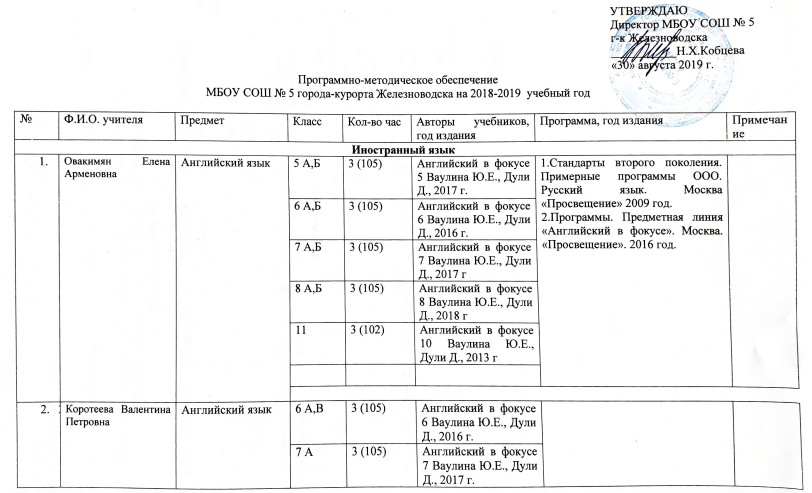 УТВЕРЖДАЮ
Директор МБОУ СОШ № 5
г-к Железноводска
Н.Х.Кобцева
«30» августа 2019 г.
Программно-методическое обеспечение
МБОУ СОШ № 5 города-курорта Железноводска на 2018-2019 учебный год
№ Ф.И.О. учителя Предмет Класс Кол-во час Авторы учебников, Программа, год издания Примечан
год издания ие
Иностранный язык
1. Овакимян Елена Английский язык 5 А,Б 3 (105) Английский в фокусе 1.Стандарты второго поколения.
Арменовна 5 Ваулина Ю.Е., Дули Примерные программы ООО.
Д., 2017 г. Русский язык. Москва
6 А,Б 3 (105) Английский в фокусе «Просвещение» 2009 год.
6 Ваулина Ю.Е., Дули 2.Программы. Предметная линия
Д., 2016 г. «Английский в фокусе». Москва.
7 А,Б 3 (105) Английский в фокусе «Просвещение». 2016 год.
7 Ваулина Ю.Е., Дули
Д., 2017 г
8 А,Б 3 (105) Английский в фокусе
8 Ваулина Ю.Е., Дули
Д., 2018 г
11 3 (102) Английский в фокусе
10 Ваулина Ю.Е.,
Дули Д., 2013 г
2. Коротеева Валентина Английский язык 6 А,В 3 (105) Английский в фокусе
Петровна 6 Ваулина Ю.Е., Дули
Д., 2016 г.
7 А 3 (105) Английский в фокусе
7 Ваулина Ю.Е., Дули
Д., 2017 г.